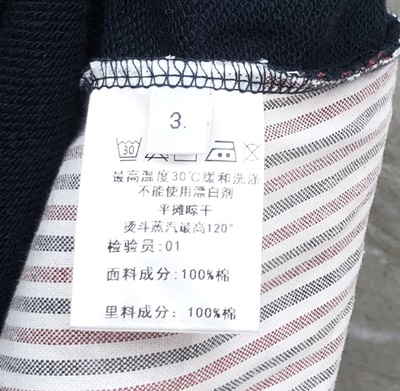 3.
30
最高温度30℃缓和洗涤
不能使用漂白剂
平摊晾干
熨斗蒸汽最高120°
检验员:01
面料成分:100%棉
里料成分:100%棉